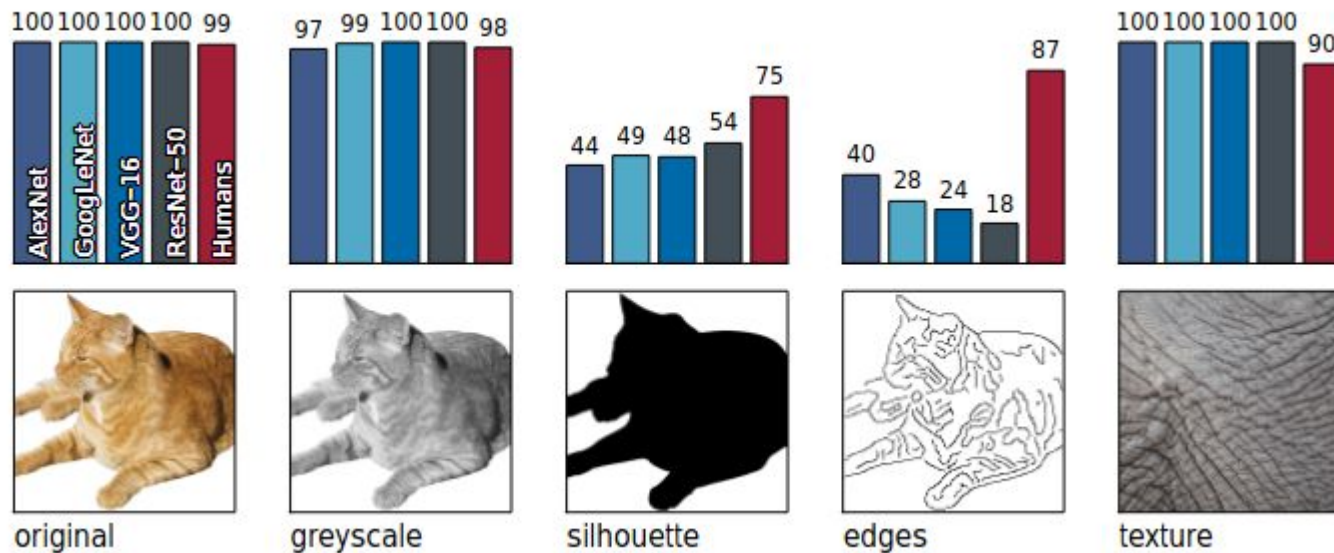 100 100 100 100 99
97 99 100 100 98
44 49 48 54 75
40 28 24 18 87
100 100 100 100 90
AlexNet
GoogLeNet
VGG-16
ResNet-50
Humans
original
greyscale
silhouette
edges
texture